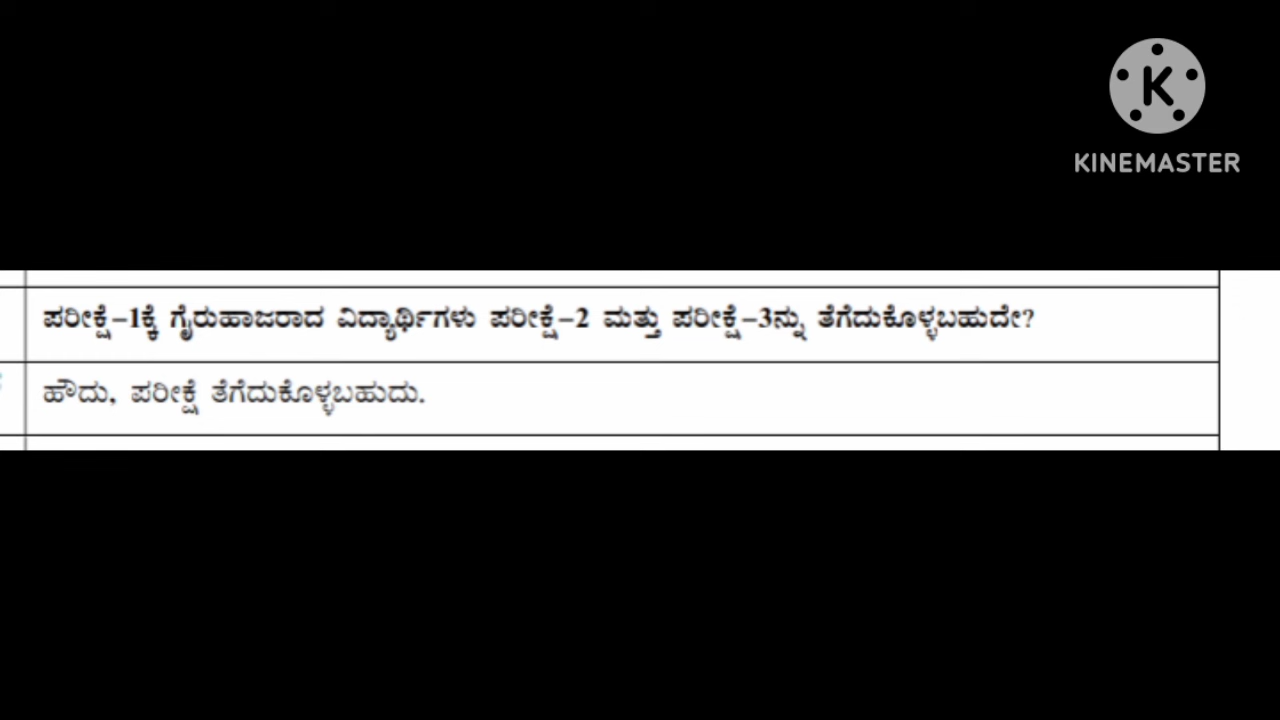 KINEMASTER
ಪರೀಕ್ಷೆ–1ಕ್ಕೆ ಗೈರುಹಾಜರಾದ ವಿದ್ಯಾರ್ಥಿಗಳು ಪರೀಕ್ಷೆ–2 ಮತ್ತು ಪರೀಕ್ಷೆ–3ನ್ನು ತೆಗೆದುಕೊಳ್ಳಬಹುದೇ?
ಹೌದು, ಪರೀಕ್ಷೆ ತೆಗೆದುಕೊಳ್ಳಬಹುದು.